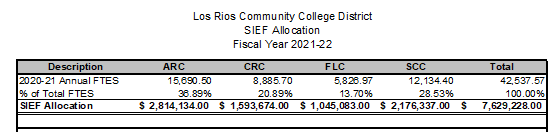 Los Rios Community College District
SIEF Allocation
Fiscal Year 2021-22
Description ARC CRC FLC SCC Total
2020-21 Annual FTES 15,690.50 8,885.70 5,826.97 12,134.40 42,537.57
% of Total FTES 36.89% 20.89% 13.70% 28.53% 100.00%
SIEF Allocation $ 2,814,134.00 $ 1,593,674.00 $ 1,045,083.00 $ 2,176,337.00 $ 7,629,228.00